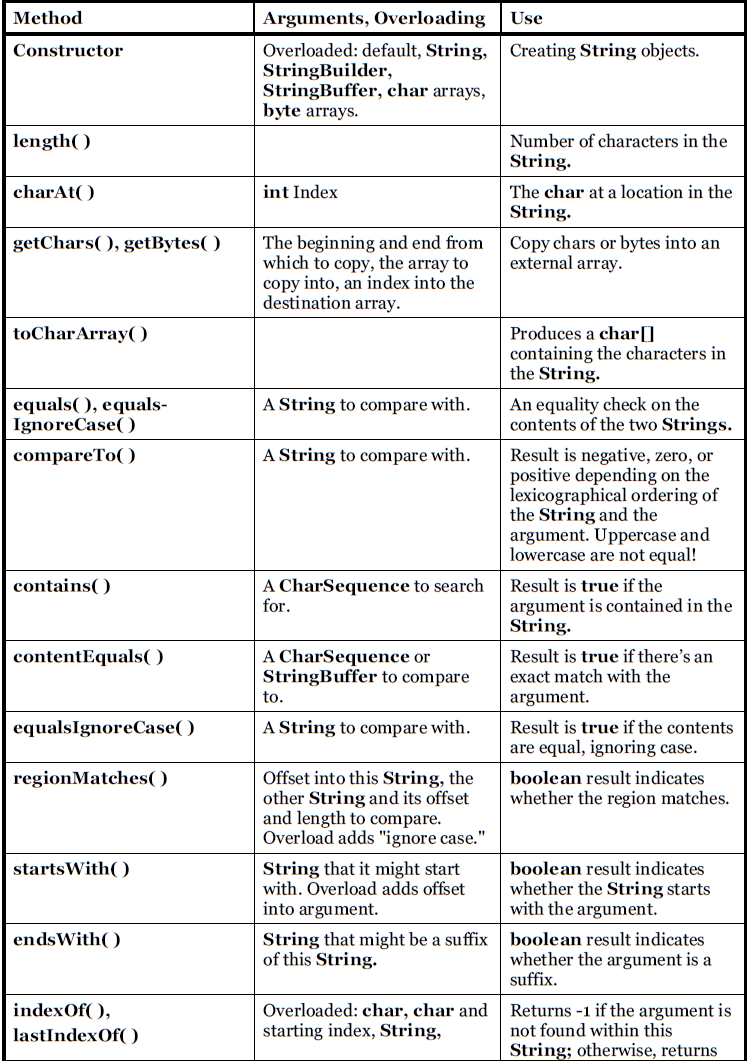 Method
Arguments, Overloading
Use
Constructor
Overloaded: default, String,
StringBuilder,
StringBuffer, char arrays,
byte arrays.
Creating String objects.
length( )
Number of characters in the
String.
charAt( )
int Index
The char at a location in the
String.
getChars( ), getBytes( )
The beginning and end from
which to copy, the array to
copy into, an index into the
destination array.
Copy chars or bytes into an
external array.
toCharArray( )
Produces a char[]
containing the characters in
the String.
equals( ), equals-
IgnoreCase( )
A String to compare with.
An equality check on the
contents of the two Strings.
compareTo( )
A String to compare with.
Result is negative, zero, or
positive depending on the
lexicographical ordering of
the String and the
argument. Uppercase and
lowercase are not equal!
contains( )
A CharSequence to search
for.
Result is true if the
argument is contained in the
String.
contentEquals( )
A CharSequence or
StringBuffer to compare
to.
Result is true if there's an
exact match with the
argument.
equalsIgnoreCase( )
A String to compare with.
Result is true if the contents
are equal, ignoring case.
regionMatches( )
Offset into this String, the
other String and its offset
and length to compare.
Overload adds "ignore case."
boolean result indicates
whether the region matches.
startsWith( )
String that it might start
with. Overload adds offset
into argument.
boolean result indicates
whether the String starts
with the argument.
endsWith( )
String that might be a suffix
of this String.
boolean result indicates
whether the argument is a
suffix.
indexOf( ),
lastIndexOf( )
Overloaded: char, char and
starting index, String,
Returns -1 if the argument is
not found within this
String; otherwise, returns